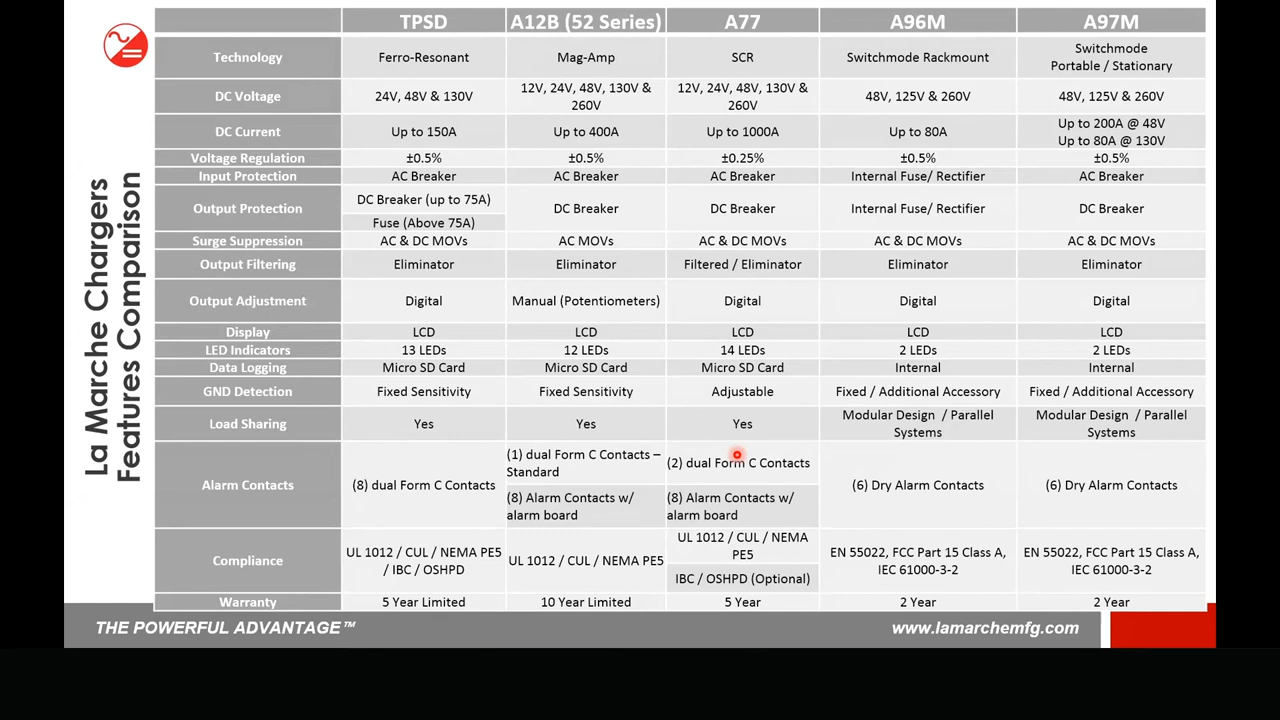 La Marche Chargers
Features Comparison
TPSD A12B (52 Series) A77 A96M A97M
Technology Ferro-Resonant Mag-Amp SCR Switchmode Rackmount Switchmode
Portable / Stationary
DC Voltage 24V, 48V & 130V 12V, 24V, 48V, 130V &
260V 12V, 24V, 48V, 130V &
260V 48V, 125V & 260V 48V, 125V & 260V
DC Current Up to 150A Up to 400A Up to 1000A Up to 80A Up to 200A @ 48V
Up to 80A @ 130V
Voltage Regulation ±0.5% ±0.5% ±0.25% ±0.5% ±0.5%
Input Protection AC Breaker AC Breaker AC Breaker Internal Fuse/ Rectifier AC Breaker
Output Protection DC Breaker (up to 75A)
Fuse (Above 75A) DC Breaker DC Breaker Internal Fuse/ Rectifier DC Breaker
Surge Suppression AC & DC MOVs AC MOVs AC & DC MOVs AC & DC MOVs AC & DC MOVs
Output Filtering Eliminator Eliminator Filtered / Eliminator Eliminator Eliminator
Output Adjustment Digital Manual (Potentiometers) Digital Digital Digital
Display LCD LCD LCD LCD LCD
LED Indicators 13 LEDs 12 LEDs 14 LEDs 2 LEDs 2 LEDs
Data Logging Micro SD Card Micro SD Card Micro SD Card Internal Internal
GND Detection Fixed Sensitivity Fixed Sensitivity Adjustable Fixed / Additional Accessory Fixed / Additional Accessory
Load Sharing Yes Yes Yes Modular Design / Parallel
Systems Modular Design / Parallel
Systems
Alarm Contacts (8) dual Form C Contacts (1) dual Form C Contacts –
Standard
(8) Alarm Contacts w/
alarm board (2) dual Form C Contacts
(8) Alarm Contacts w/
alarm board (6) Dry Alarm Contacts (6) Dry Alarm Contacts
Compliance UL 1012 / CUL / NEMA PE5
/ IBC / OSHPD UL 1012 / CUL / NEMA PE5 UL 1012 / CUL / NEMA
PE5
IBC / OSHPD (Optional) EN 55022, FCC Part 15 Class A,
IEC 61000-3-2 EN 55022, FCC Part 15 Class A,
IEC 61000-3-2
Warranty 5 Year Limited 10 Year Limited 5 Year 2 Year 2 Year
THE POWERFUL ADVANTAGE™ www.lamarchemfg.com